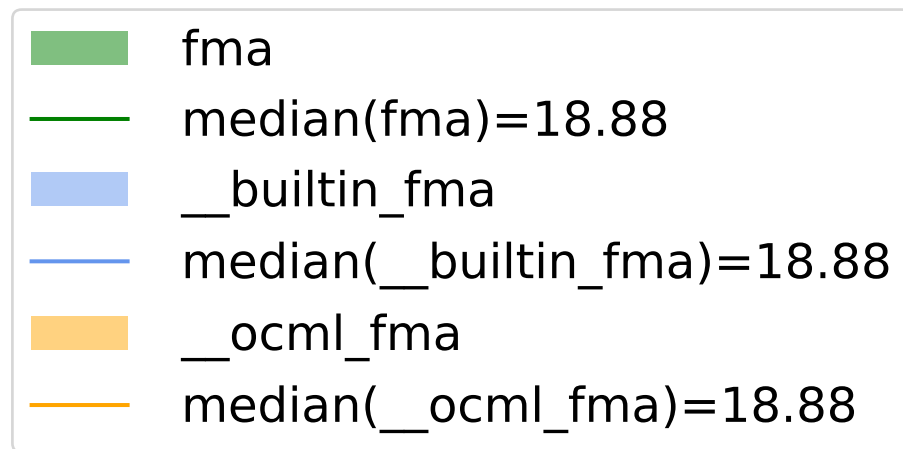 fma
median(fma)=18.88
__builtin_fma
median(__builtin_fma)=18.88
__ocml_fma
median(__ocml_fma)=18.88